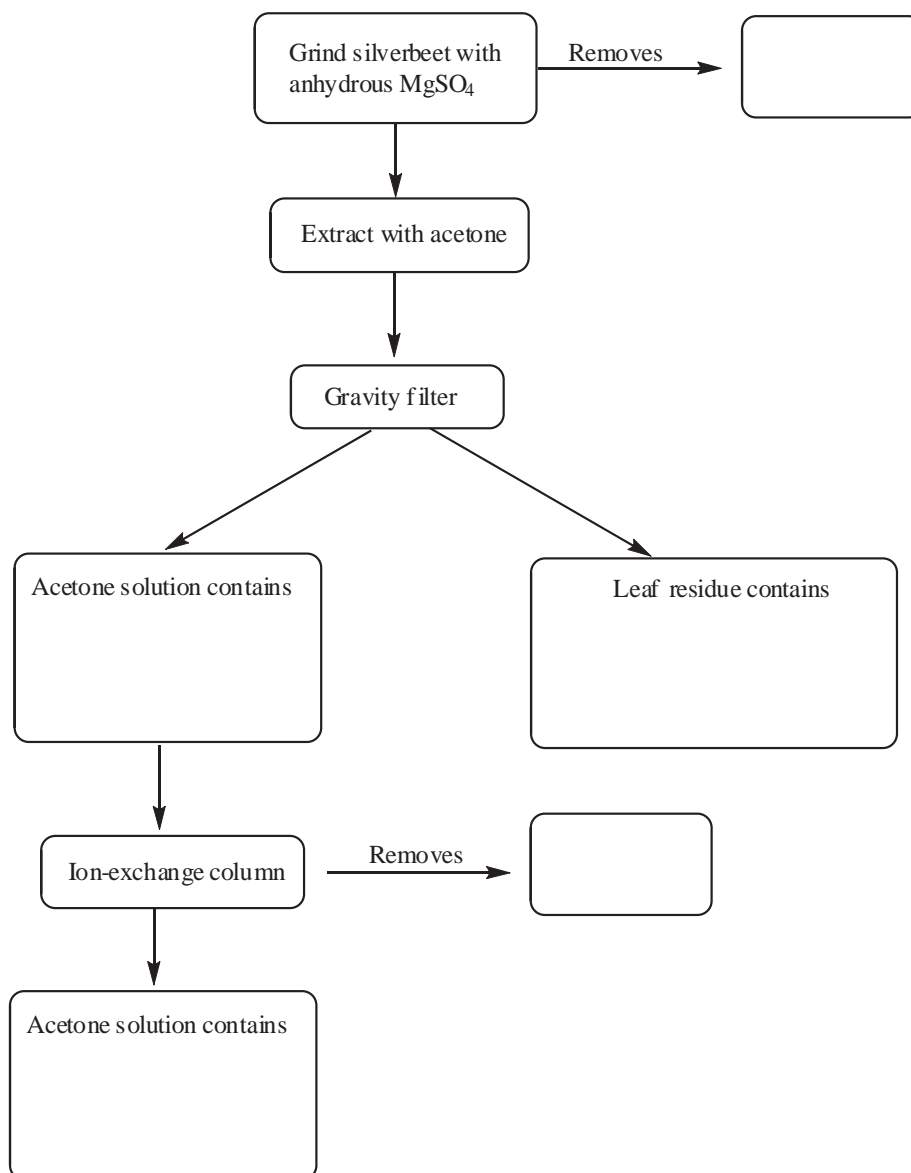 Grind silverbeet with
anhydrous MgSO₄
Removes
Extract with acetone
Gravity filter
Acetone solution contains
Leaf residue contains
Ion-exchange column
Removes
Acetone solution contains